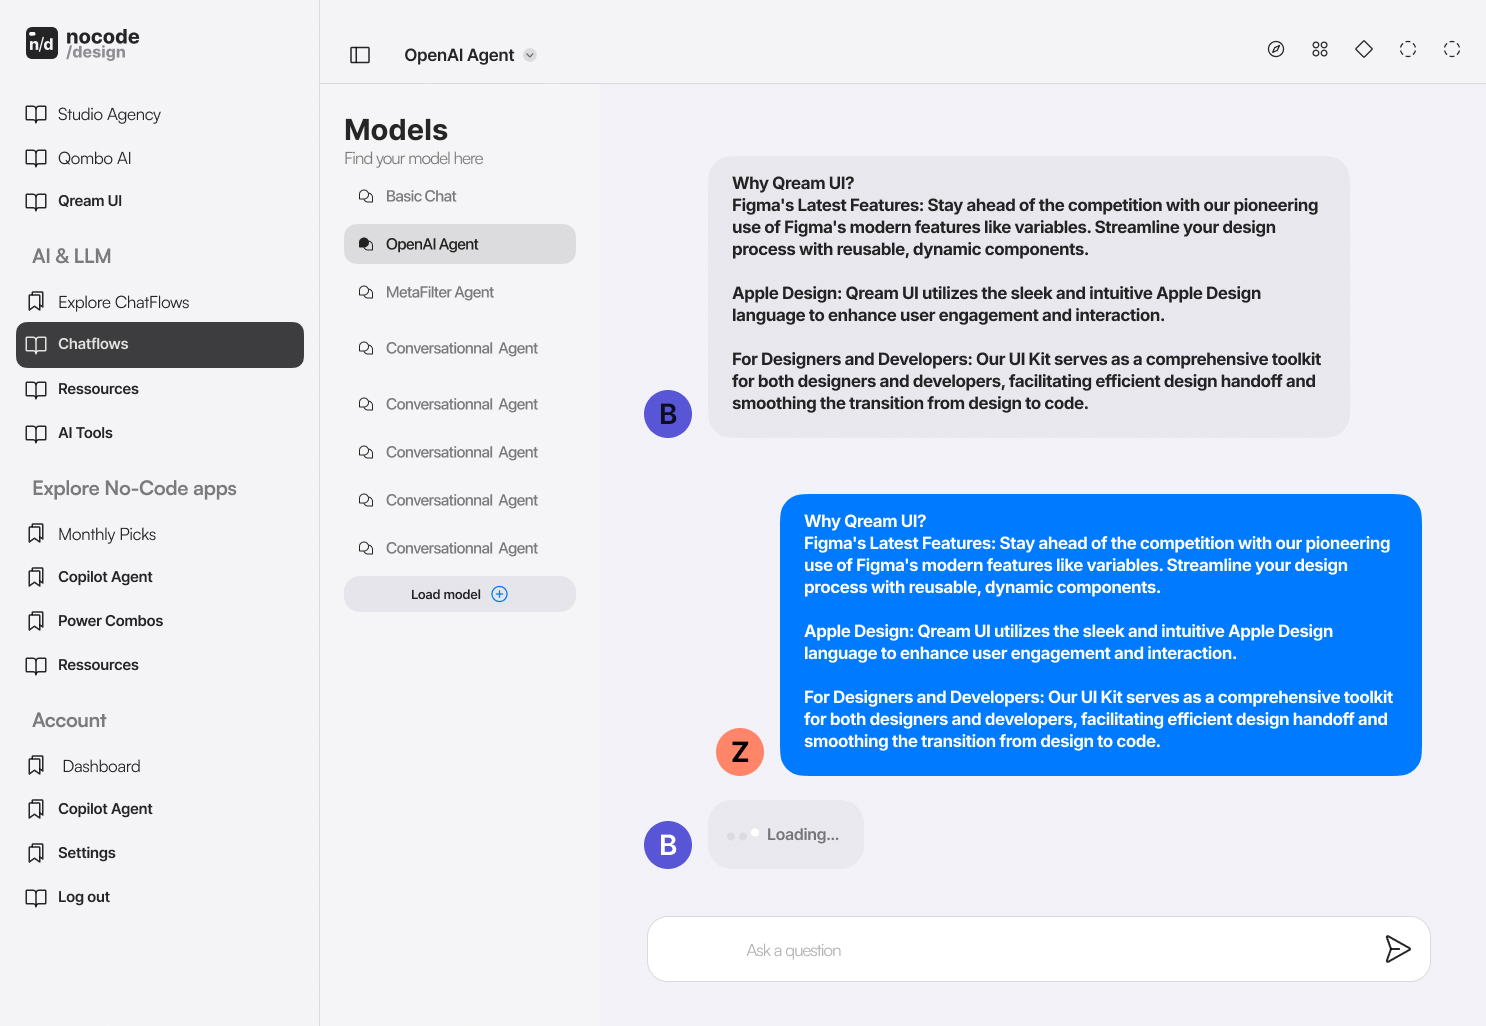 n/d
nocode
/design
Studio Agency
Qombo AI
Qream UI
AI & LLM
Explore ChatFlows
Chatflows
Ressources
AI Tools
Explore No-Code apps
Monthly Picks
Copilot Agent
Power Combos
Ressources
Account
Dashboard
Copilot Agent
Settings
Log out
OpenAI Agent
Models
Find your model here
Basic Chat
OpenAI Agent
MetaFilter Agent
Conversationnal Agent
Conversationnal Agent
Conversationnal Agent
Conversationnal Agent
Conversationnal Agent
Load model
Why Qream UI?
Figma's Latest Features: Stay ahead of the competition with our pioneering
use of Figma's modern features like variables. Streamline your design
process with reusable, dynamic components.
Apple Design: Qream UI utilizes the sleek and intuitive Apple Design
language to enhance user engagement and interaction.
For Designers and Developers: Our UI Kit serves as a comprehensive toolkit
for both designers and developers, facilitating efficient design handoff and
smoothing the transition from design to code.
B
Why Qream UI?
Figma's Latest Features: Stay ahead of the competition with our pioneering
use of Figma's modern features like variables. Streamline your design
process with reusable, dynamic components.
Apple Design: Qream UI utilizes the sleek and intuitive Apple Design
language to enhance user engagement and interaction.
For Designers and Developers: Our UI Kit serves as a comprehensive toolkit
for both designers and developers, facilitating efficient design handoff and
smoothing the transition from design to code.
Z
B
Loading...
Ask a question